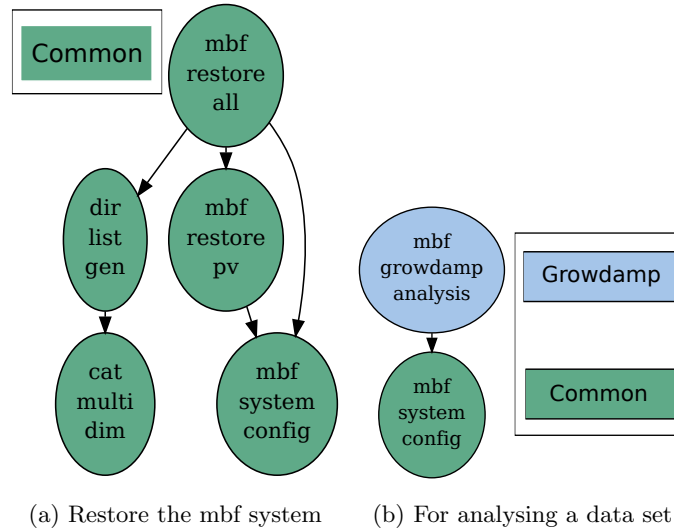 Common
mbf
restore
all
dir
list
gen
mbf
restore
pv
cat
multi
dim
mbf
system
config
(a) Restore the mbf system
mbf
growdamp
analysis
mbf
system
config
Growdamp
Common
(b) For analysing a data set